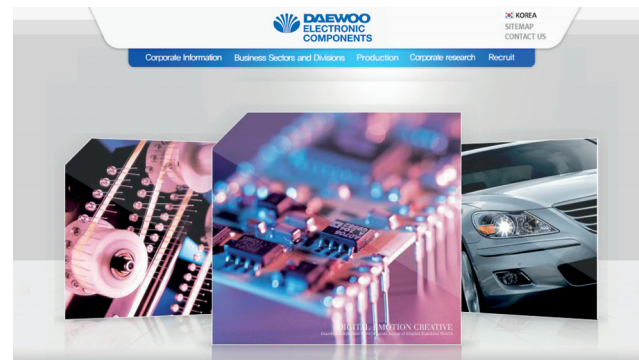 DAEWOO
ELECTRONIC
COMPONENTS
KOREA
SITEMAP
CONTACT US
Corporate Information Business Sectors and Divisions Production Corporate research Recruit
DIGITAL EMOTION CREATIVE